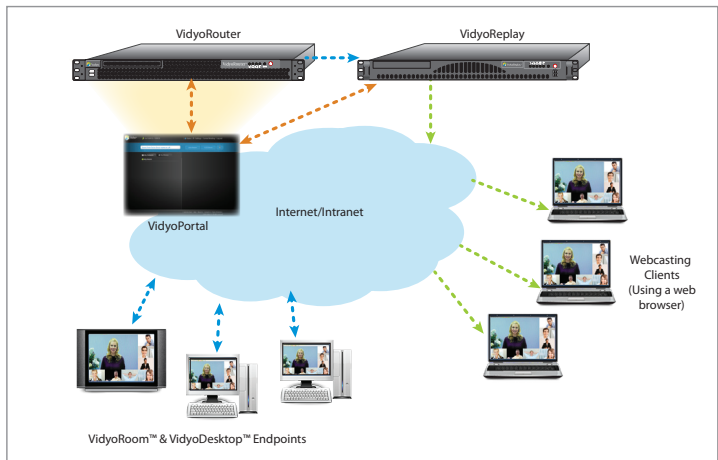 VidyoRouter
VidyoReplay
VidyoPortal
Internet/Intranet
Webcasting
Clients
(Using a web
browser)
VidyoRoom™ & VidyoDesktop™ Endpoints